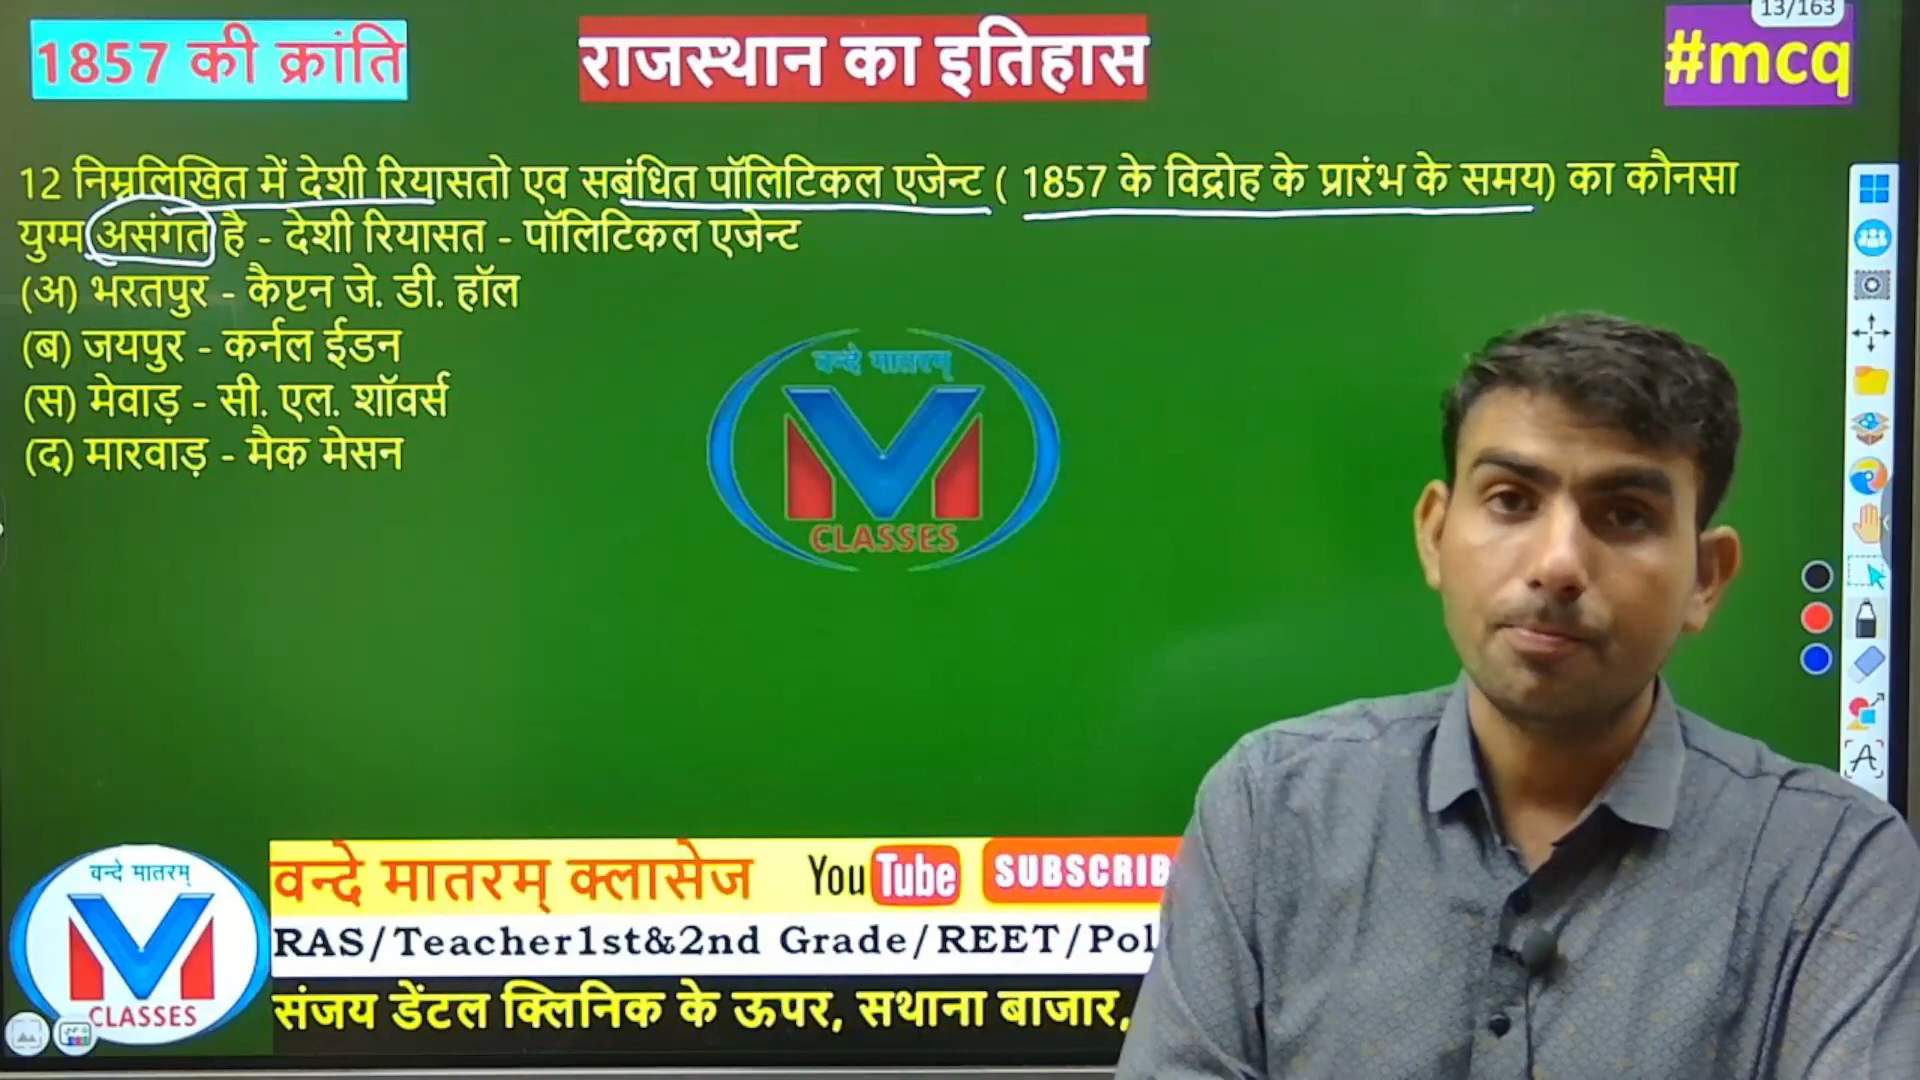 13/163
1857 की क्रांति
राजस्थान का इतिहास
#mcq
12 निम्नलिखित में देशी रियासतो एव सबंधित पॉलिटिकल एजेन्ट ( 1857 के विद्रोह के प्रारंभ के समय) का कौनसा
युग्म असंगत है - देशी रियासत - पॉलिटिकल एजेन्ट
(अ) भरतपुर - कैप्टन जे. डी. हॉल
(ब) जयपुर - कर्नल ईडन
(स) मेवाड़ - सी. एल. शॉवर्स
(द) मारवाड़ - मैक मेसन
वन्दे मातरम्
CLASSES
वन्दे मातरम्
CLASSES
वन्दे मातरम् क्लासेज YouTube SUBSCRIB
RAS/Teacher1st&2nd Grade/REET/Pol
संजय डेंटल क्लिनिक के ऊपर, सथाना बाजार,